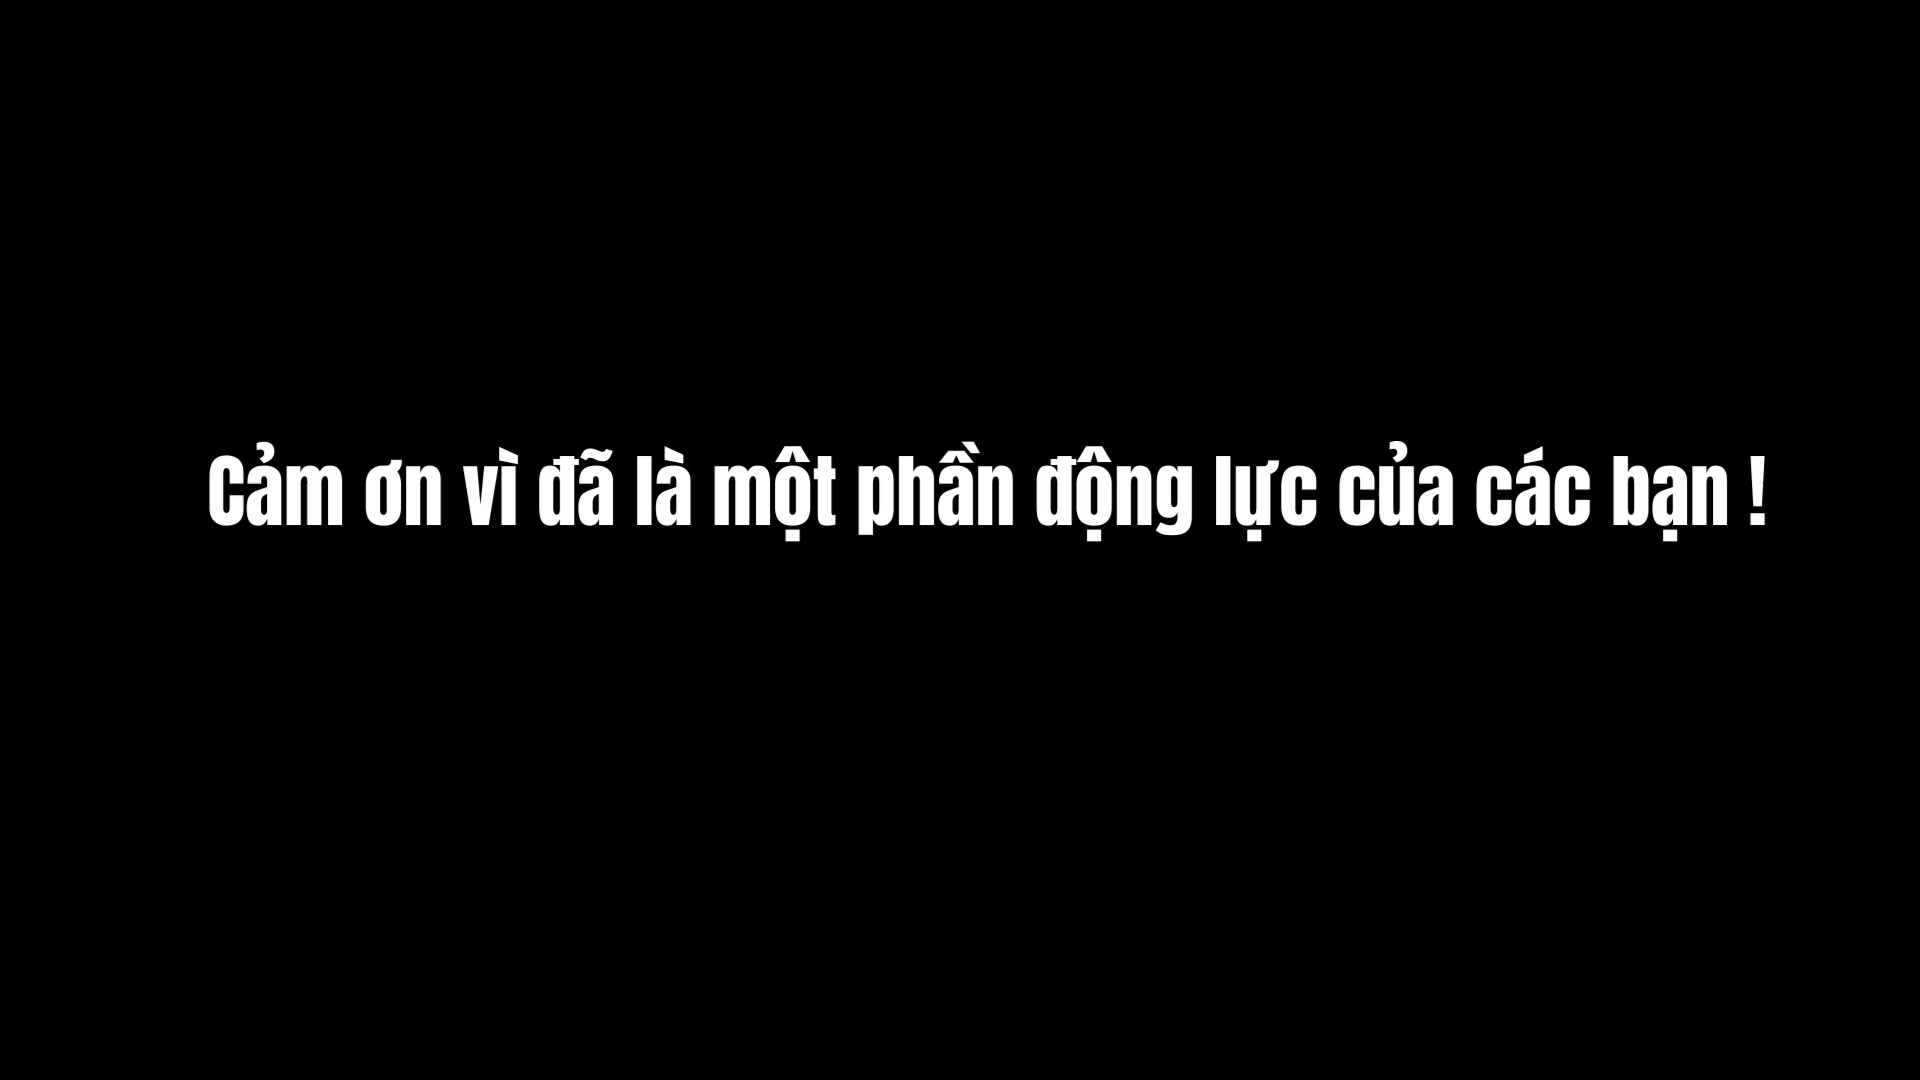 Cảm ơn vì đã là một phần động lực của các bạn !